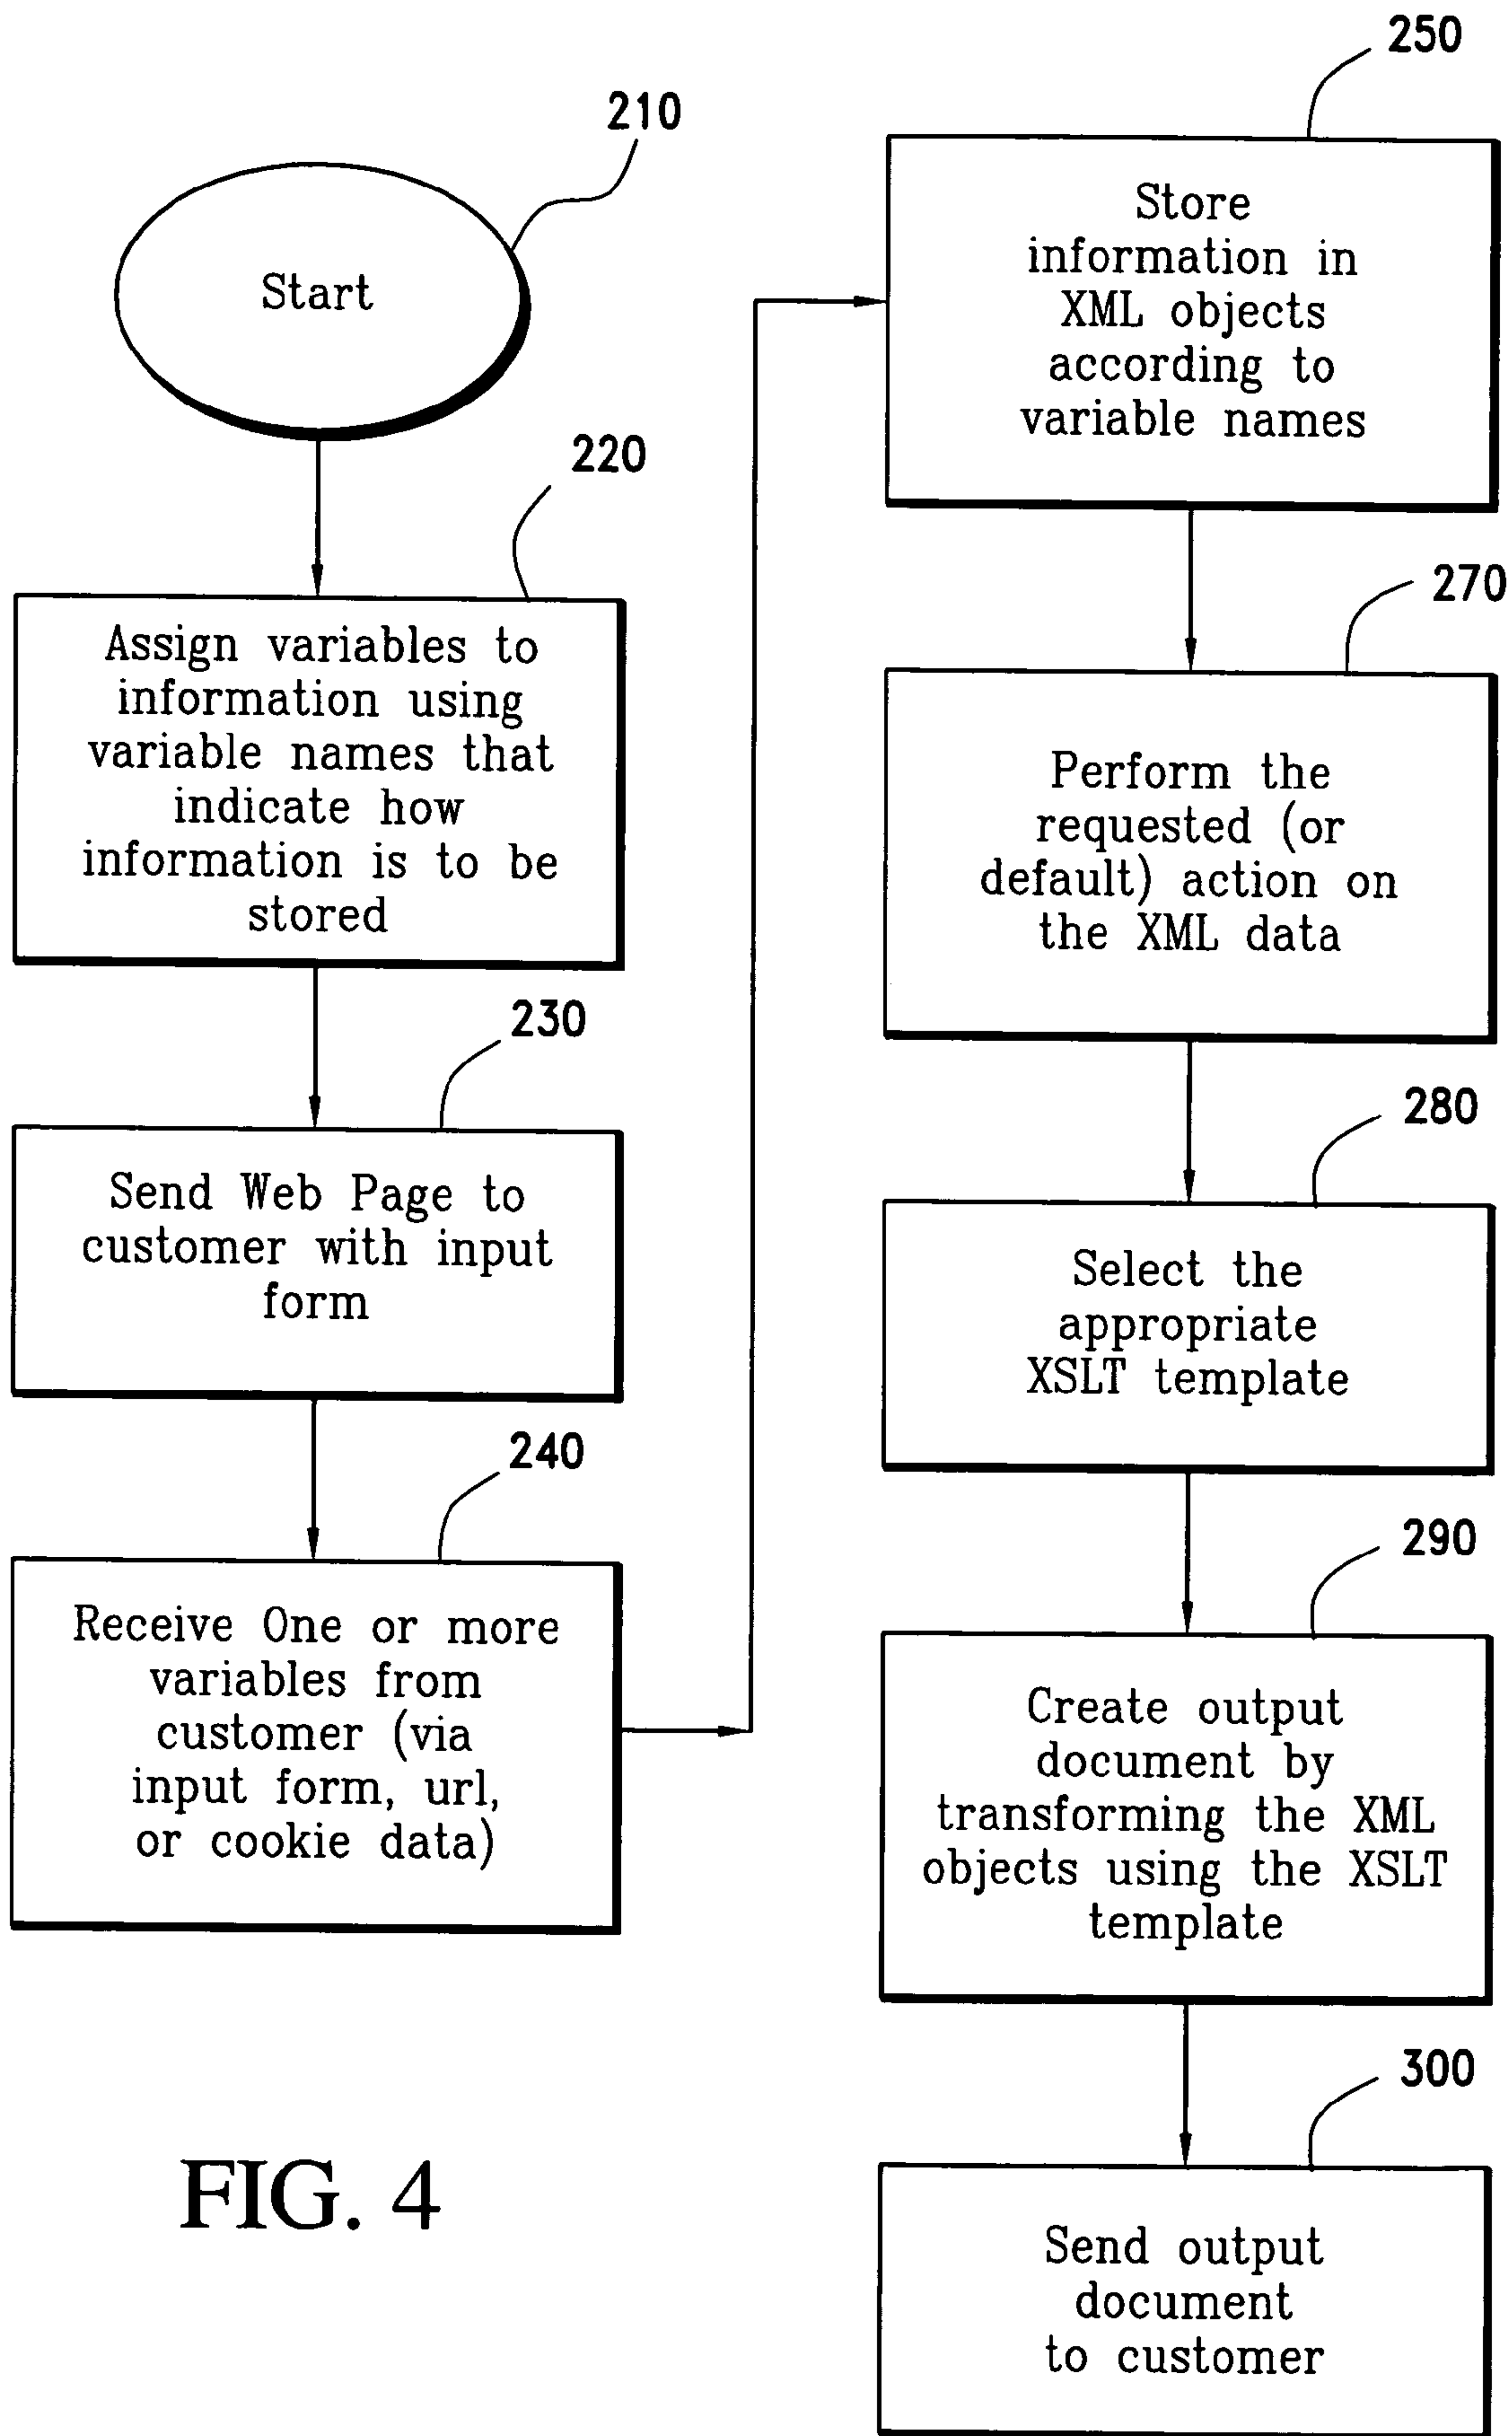 210
Start
220
Assign variables to
information using
variable names that
indicate how
information is to be
stored
230
Send Web Page to
customer with input
form
240
Receive One or more
variables from
customer (via
input form, url,
or cookie data)
250
Store
information in
XML objects
according to
variable names
270
Perform the
requested (or
default) action on
the XML data
280
Select the
appropriate
XSLT template
290
Create output
document by
transforming the XML
objects using the XSLT
template
300
Send output
document
to customer
FIG. 4